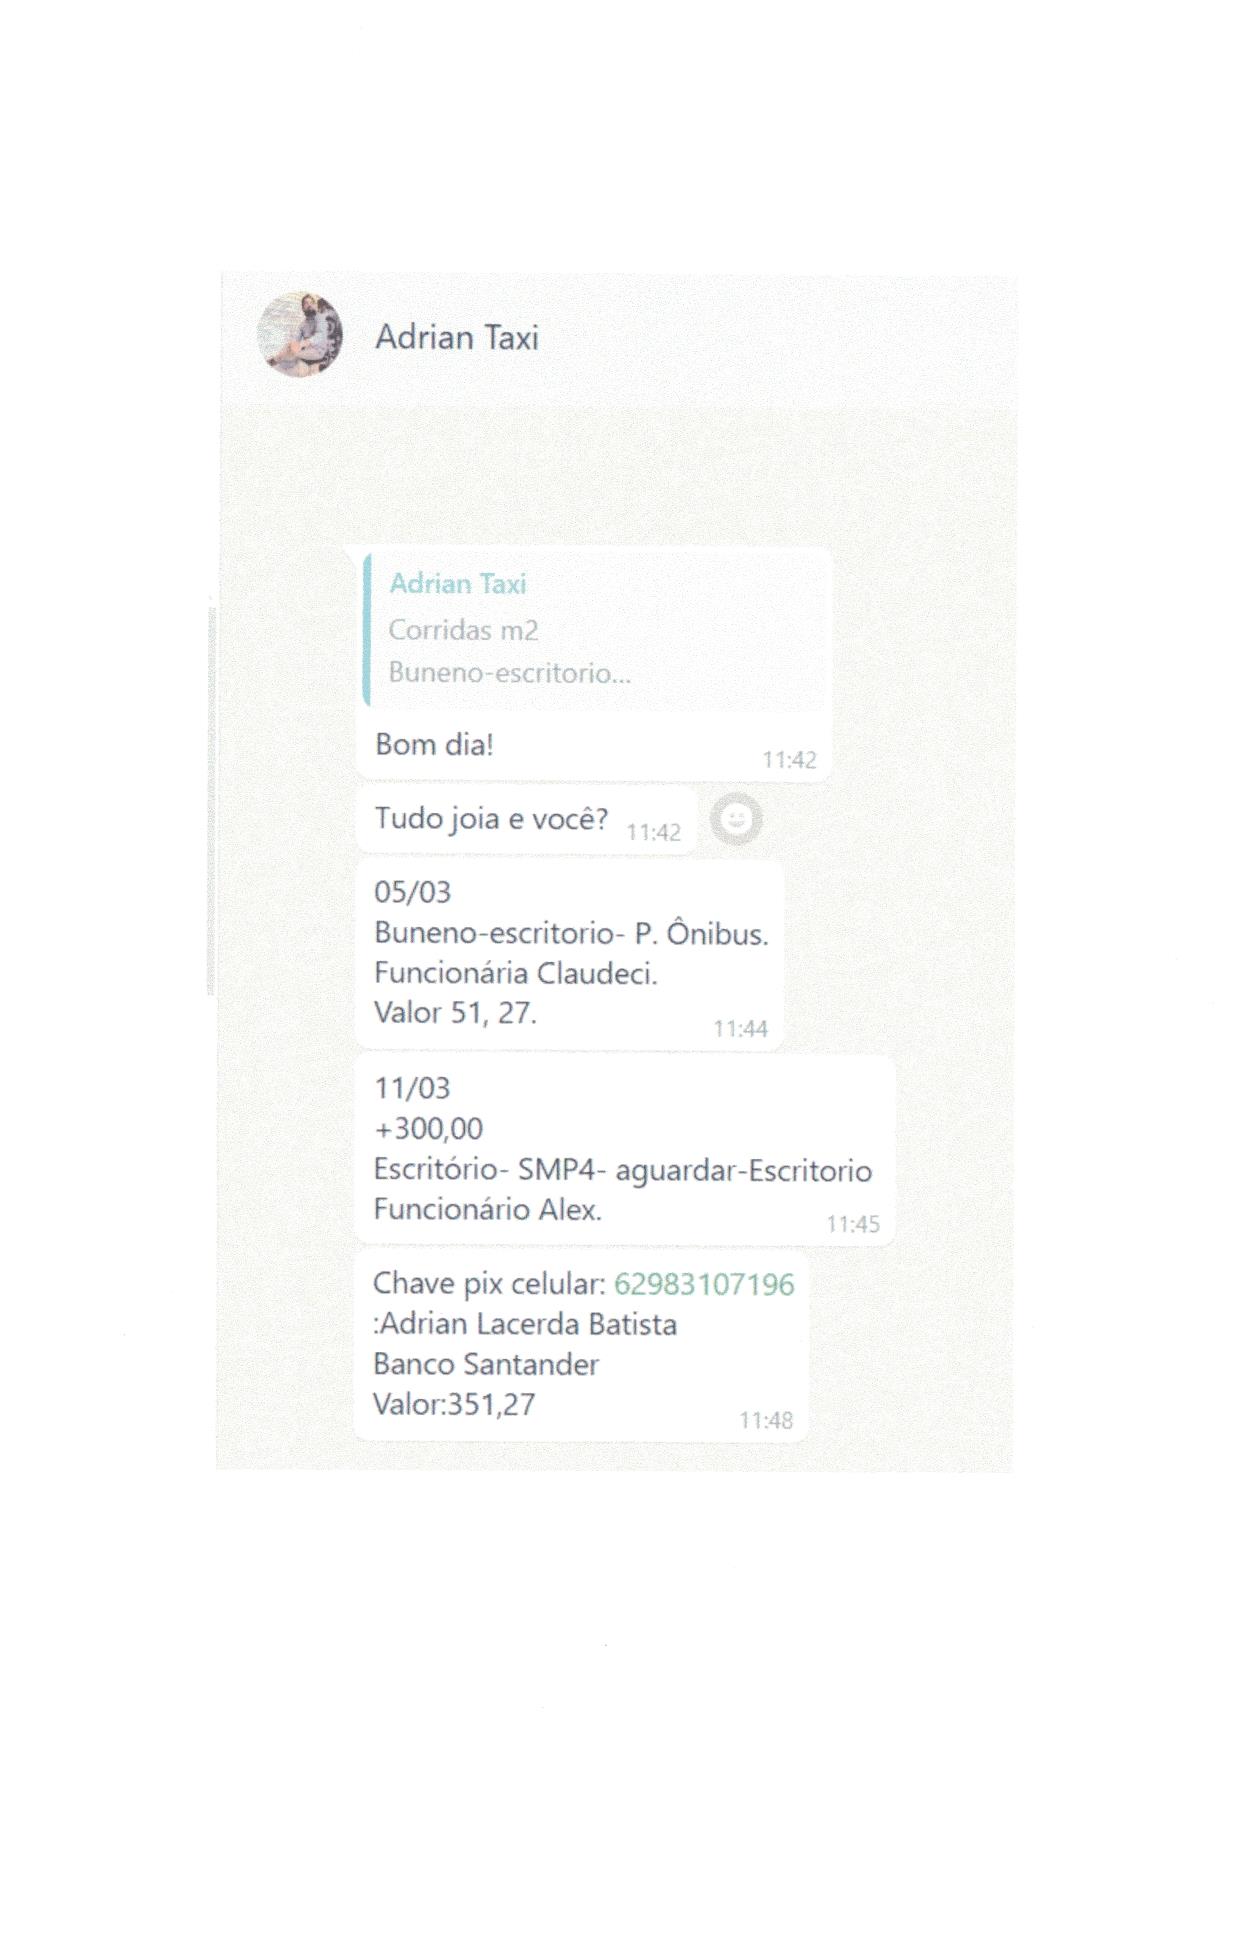 Adrian Taxi
Adrian Taxi
Corridas m2
Buneno-escritorio...
Bom dia!
11:42
Tudo joia e você?
11:42
05/03
Buneno-escritorio- P. Ônibus.
Funcionária Claudeci.
Valor 51, 27.
11:44
11/03
+300,00
Escritório- SMP4- aguardar-Escritorio
Funcionário Alex.
11:45
Chave pix celular: 62983107196
:Adrian Lacerda Batista
Banco Santander
Valor:351,27
11:48